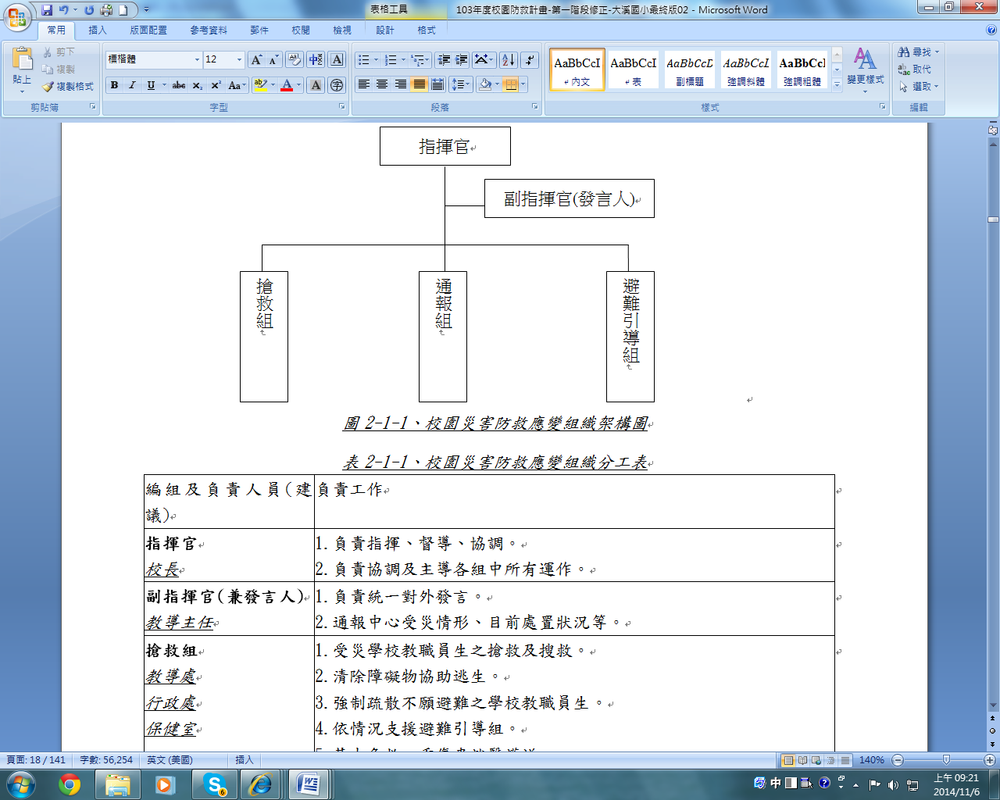 表格工具
103年度校園防救計畫-第一階段修正-大溪國小最終版02 - Microsoft Word
常用 插入 版面配置 參考資料 郵件 校閱 檢視 設計 格式
貼上
剪下
複製
複製格式
剪貼簿
標楷體 12
字型
段落
AaBbCcI AaBbCcI AaBbCcD AaBbCcL AaBbCcI
內文 表 副標題 強調斜體 強調粗體
變更樣式
樣式
尋找
取代
選取
編輯
指揮官
副指揮官(發言人)
搶救組
通報組
避難引導組
圖 2-1-1、校園災害防救應變組織架構圖
表 2-1-1、校園災害防救應變組織分工表
編組及負責人員(建議) 
負責工作
指揮官
校長
1.負責指揮、督導、協調。
2.負責協調及主導各組中所有運作。
副指揮官(兼發言人)
教導主任
1.負責統一對外發言。
2.通報中心受災情形、目前處置狀況等。
搶救組
教導處
行政處
保健室
1.受災學校教職員生之搶救及搜救。
2.清除障礙物協助逃生。
3.強制疏散不願避難之學校教職員生。
4.依情況支援避難引導組。
頁面: 18 / 141 字數: 56,254 英文 (美國) 插入 140%
中
上午 09:21
2014/11/6